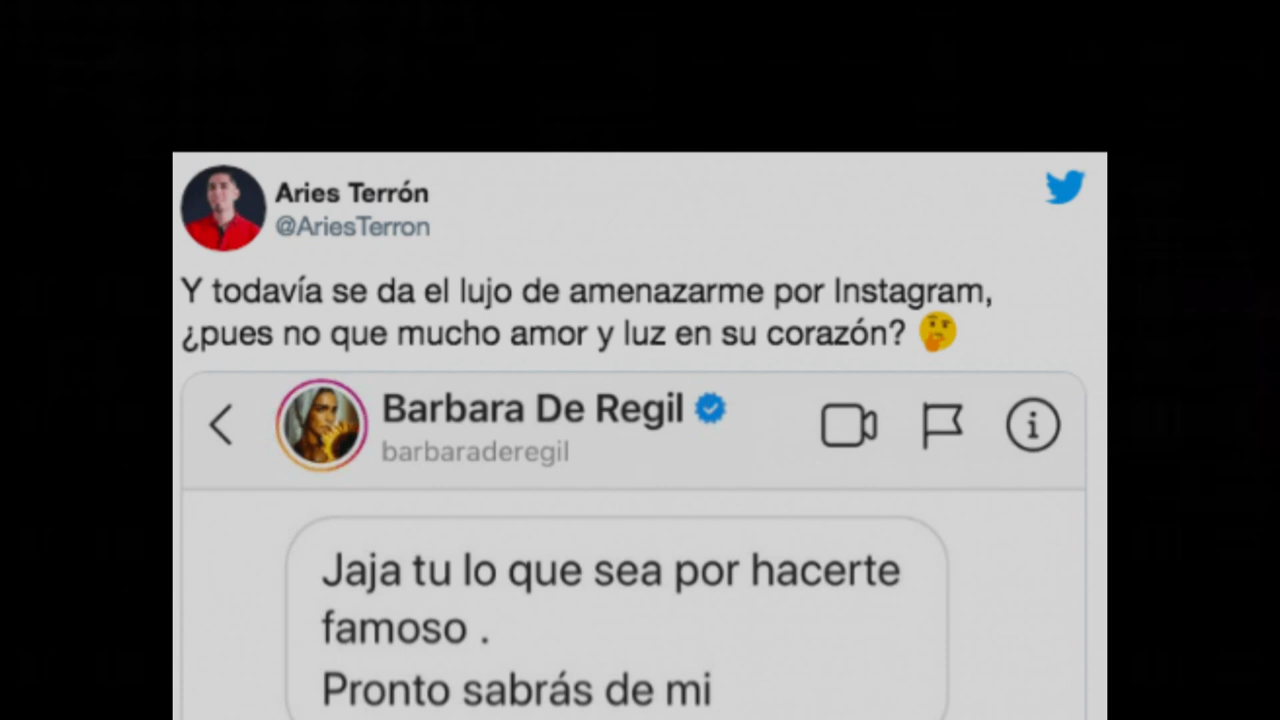 Aries Terrón
@AriesTerron
Y todavía se da el lujo de amenazarme por Instagram,
¿pues no que mucho amor y luz en su corazón? 🤔
Barbara De Regil
barbaraderegil
Jaja tu lo que sea por hacerte
famoso .
Pronto sabrás de mi